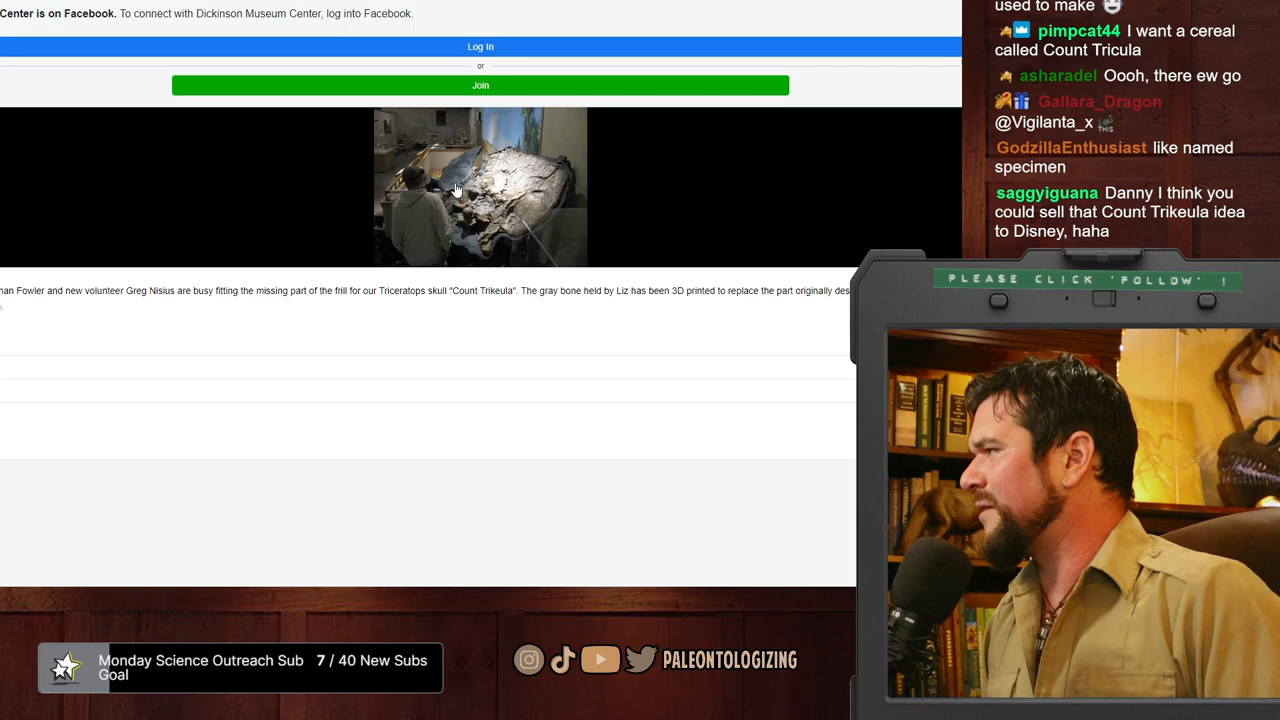 Center is on Facebook. To connect with Dickinson Museum Center, log into Facebook.
Log In
or
Join
man Fowler and new volunteer Greg Nisius are busy fitting the missing part of the frill for our Triceratops skull "Count Trikeula". The gray bone held by Liz has been 3D printed to replace the part originally des
used to make
pimpcat44 I want a cereal
called Count Tricula
asharadel Oooh, there ew go
Gallara_Dragon
@Vigilanta_x THIS
GodzillaEnthusiast like named
specimen
saggyiguana Danny I think you
could sell that Count Trikeula idea
to Disney, haha
PLEASE CLICK 'FOLLOW' !
Monday Science Outreach Sub 7 / 40 New Subs
Goal
PALEONTOLOGIZING